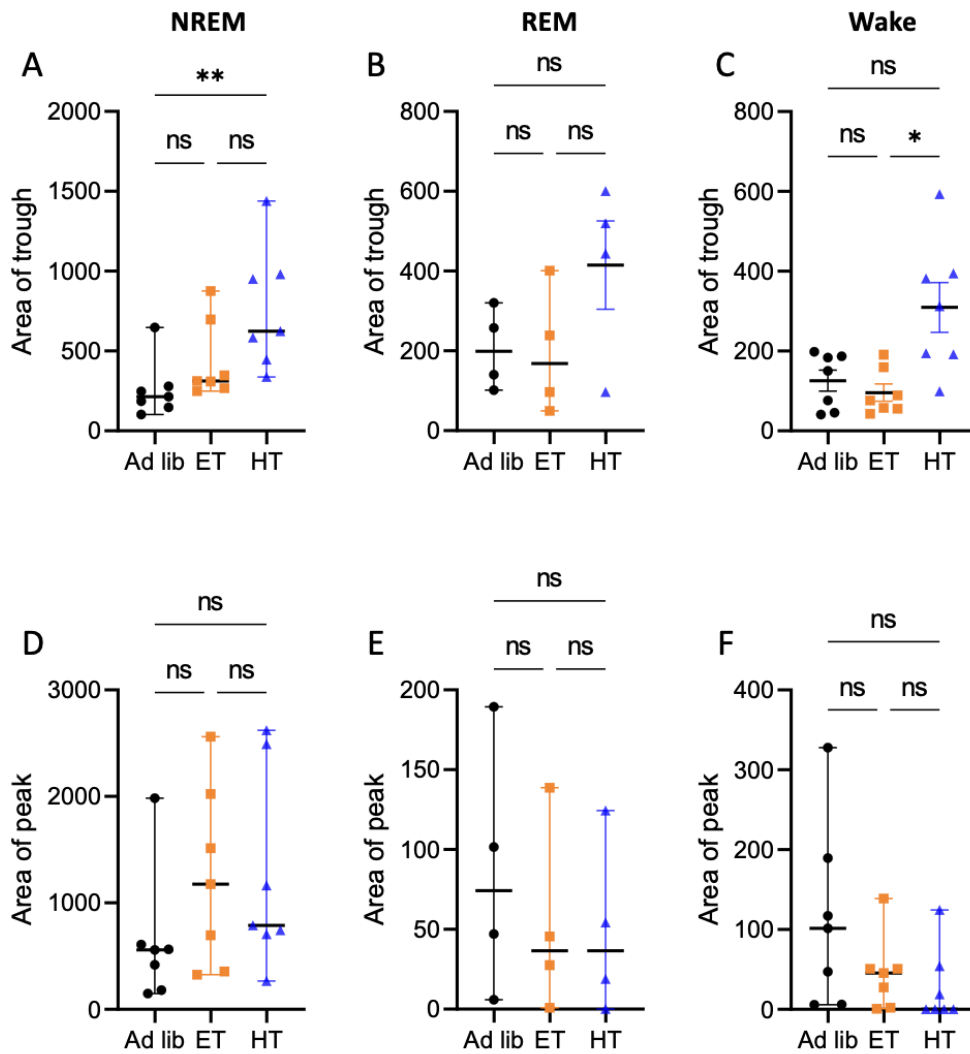 NREM
REM
Wake
A
**
ns
ns
2000
1500
1000
500
0
Area of trough
Ad lib
ET
HT
B
ns
ns
ns
800
600
400
200
0
Area of trough
Ad lib
ET
HT
C
ns
ns
*
800
600
400
200
0
Area of trough
Ad lib
ET
HT
D
ns
ns
ns
3000
2000
1000
0
Area of peak
Ad lib
ET
HT
E
ns
ns
ns
200
150
100
50
0
Area of peak
Ad lib
ET
HT
F
ns
ns
ns
400
300
200
100
0
Area of peak
Ad lib
ET
HT